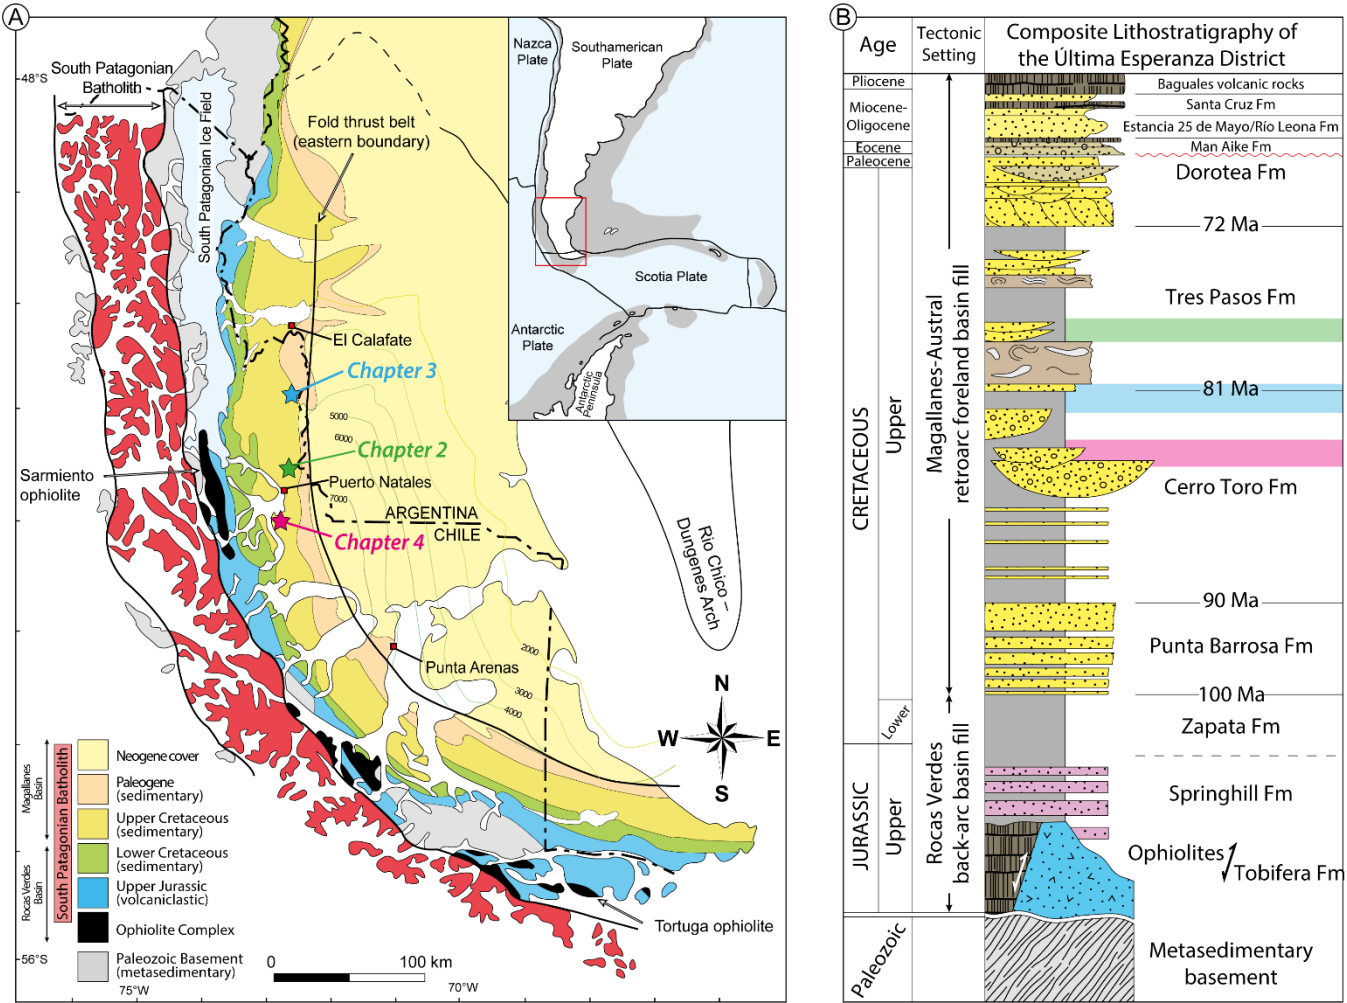 A
48°S
South Patagonian
Batholith
South Patagonian Ice Field
Fold thrust belt
(eastern boundary)
Nazca
Plate
Southamerican
Plate
Scotia Plate
Antarctic
Plate
Antarctic
Peninsula
El Calafate
Chapter 3
5000
6000
Chapter 2
Puerto Natales
7000
ARGENTINA
CHILE
Chapter 4
Sarmiento
ophiolite
Rio Chico –
Dungenes Arch
Punta Arenas
2000
3000
4000
N
W
E
S
Tortuga ophiolite
Magallanes
Basin
Rocas Verdes
Basin
South Patagonian Batholith
Neogene cover
Paleogene
(sedimentary)
Upper Cretaceous
(sedimentary)
Lower Cretaceous
(sedimentary)
Upper Jurassic
(volcaniclastic)
Ophiolite Complex
Paleozoic Basement
(metasedimentary)
0
100 km
56°S
75°W
70°W
B
Age
Tectonic
Setting
Composite Lithostratigraphy of
the Última Esperanza District
Pliocene
Miocene-
Oligocene
Eocene
Paleocene
CRETACEOUS
Upper
Lower
JURASSIC
Upper
Paleozoic
Magallanes-Austral
retroarc foreland basin fill
Rocas Verdes
back-arc basin fill
Baguales volcanic rocks
Santa Cruz Fm
Estancia 25 de Mayo/Río Leona Fm
Man Aike Fm
Dorotea Fm
72 Ma
Tres Pasos Fm
81 Ma
Cerro Toro Fm
90 Ma
Punta Barrosa Fm
100 Ma
Zapata Fm
Springhill Fm
Ophiolites
Tobifera Fm
Metasedimentary
basement